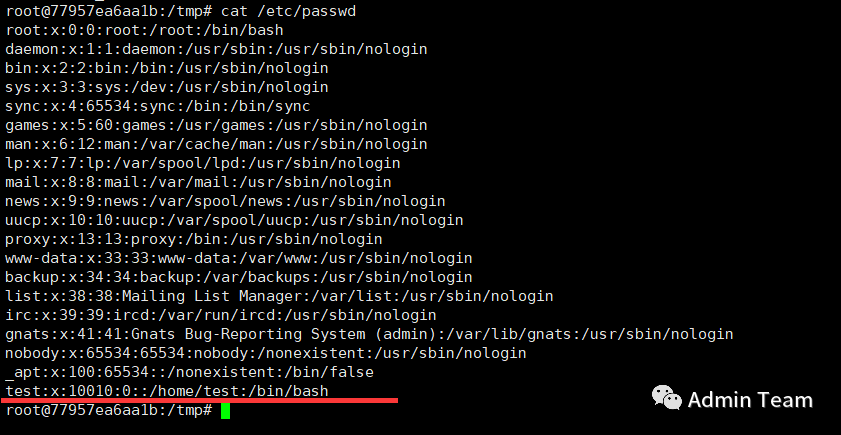 root@77957ea6aa1b:/tmp# cat /etc/passwd
root:x:0:0:root:/root:/bin/bash
daemon:x:1:1:daemon:/usr/sbin:/usr/sbin/nologin
bin:x:2:2:bin:/bin:/usr/sbin/nologin
sys:x:3:3:sys:/dev:/usr/sbin/nologin
sync:x:4:65534:sync:/bin:/bin/sync
games:x:5:60:games:/usr/games:/usr/sbin/nologin
man:x:6:12:man:/var/cache/man:/usr/sbin/nologin
lp:x:7:7:lp:/var/spool/lpd:/usr/sbin/nologin
mail:x:8:8:mail:/var/mail:/usr/sbin/nologin
news:x:9:9:news:/var/spool/news:/usr/sbin/nologin
uucp:x:10:10:uucp:/var/spool/uucp:/usr/sbin/nologin
proxy:x:13:13:proxy:/bin:/usr/sbin/nologin
www-data:x:33:33:www-data:/var/www:/usr/sbin/nologin
backup:x:34:34:backup:/var/backups:/usr/sbin/nologin
list:x:38:38:Mailing List Manager:/var/list:/usr/sbin/nologin
irc:x:39:39:ircd:/var/run/ircd:/usr/sbin/nologin
gnats:x:41:41:Gnats Bug-Reporting System (admin):/var/lib/gnats:/usr/sbin/nologin
nobody:x:65534:65534:nobody:/nonexistent:/usr/sbin/nologin
_apt:x:100:65534::/nonexistent:/bin/false
test:x:10010:0::/home/test:/bin/bash
root@77957ea6aa1b:/tmp#
Admin Team